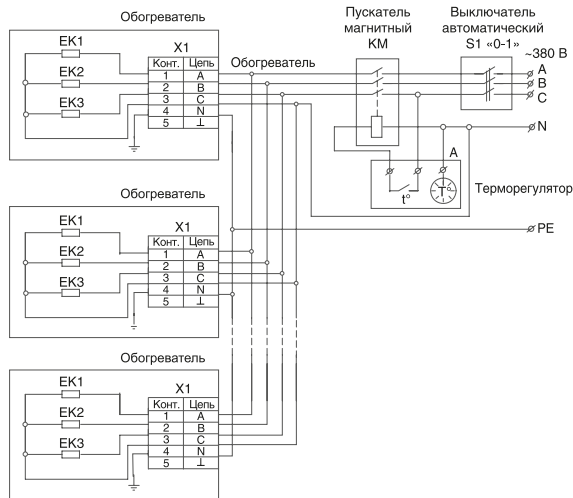 Обогреватель
Пускатель магнитный КМ
Выключатель автоматический S1 «0-1»
~380 В
EK1
EK2
EK3
X1
Конт. Цепь
1 A
2 B
3 C
4 N
5 ⊥
Обогреватель
A
B
C
N
A
t°
T°
Терморегулятор
PE
Обогреватель
EK1
EK2
EK3
X1
Конт. Цепь
1 A
2 B
3 C
4 N
5 ⊥
Обогреватель
EK1
EK2
EK3
X1
Конт. Цепь
1 A
2 B
3 C
4 N
5 ⊥